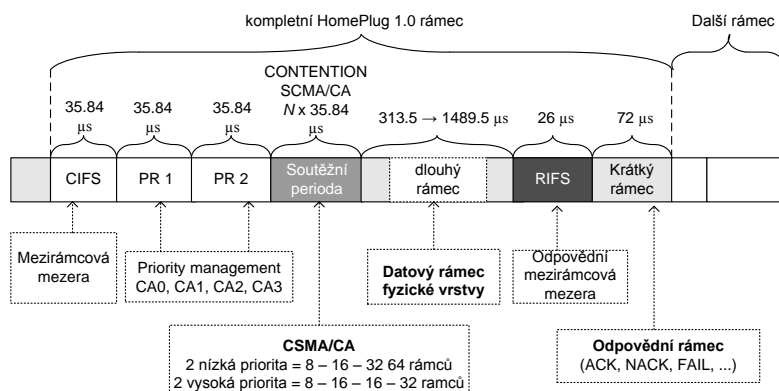 kompletní HomePlug 1.0 rámec
Další rámec
CONTENTION
SCMA/CA
N x 35.84
µs
35.84
µs
35.84
µs
35.84
µs
313.5 → 1489.5 µs
26 µs
72 µs
CIFS
PR 1
PR 2
Soutěžní
perioda
dlouhý
rámec
RIFS
Krátký
rámec
Mezirámcová
mezera
Priority management
CA0, CA1, CA2, CA3
Datový rámec
fyzické vrstvy
Odpovědní
mezirámcová
mezera
CSMA/CA
2 nízká priorita = 8 – 16 – 32 64 rámců
2 vysoká priorita = 8 – 16 – 16 – 32 ramců
Odpovědní rámec
(ACK, NACK, FAIL, ...)